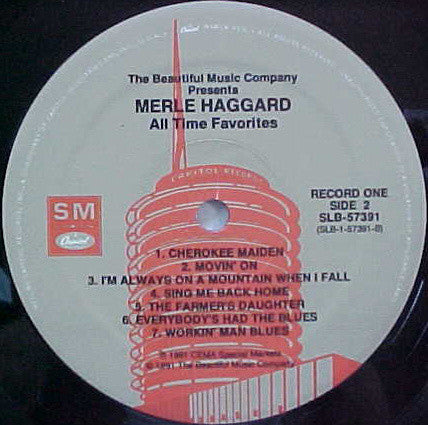 The Beautiful Music Company
Presents
MERLE HAGGARD
All Time Favorites
CAPITOL RECORDS
SM
Capitol
RECORD ONE
SIDE 2
SLB-57391
(SLB-1-57391-B)
1. CHEROKEE MAIDEN
2. MOVIN' ON
3. I'M ALWAYS ON A MOUNTAIN WHEN I FALL
4. SING ME BACK HOME
5. THE FARMER'S DAUGHTER
6. EVERYBODY'S HAD THE BLUES
7. WORKIN' MAN BLUES
℗ 1991 CEMA Special Markets
© 1991 The Beautiful Music Company